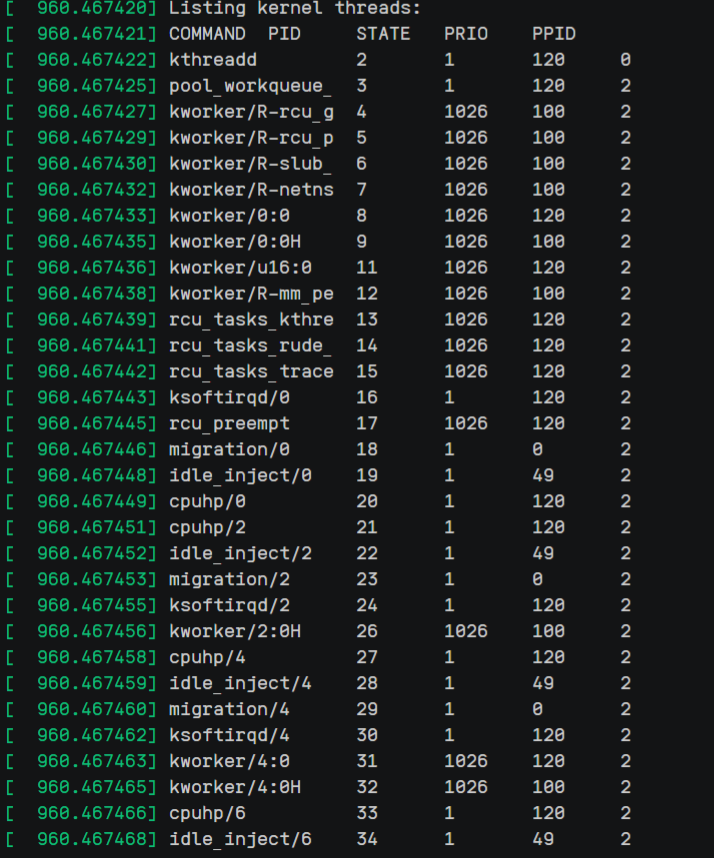 [  960.467420] Listing kernel threads:
[  960.467421] COMMAND  PID     STATE   PRIO    PPID
[  960.467422] kthreadd         2       1       120     0
[  960.467425] pool_workqueue_  3       1       120     2
[  960.467427] kworker/R-rcu_g  4       1026    100     2
[  960.467429] kworker/R-rcu_p  5       1026    100     2
[  960.467430] kworker/R-slub_  6       1026    100     2
[  960.467432] kworker/R-netns  7       1026    100     2
[  960.467433] kworker/0:0      8       1026    120     2
[  960.467435] kworker/0:0H     9       1026    100     2
[  960.467436] kworker/u16:0    11      1026    120     2
[  960.467438] kworker/R-mm_pe  12      1026    100     2
[  960.467439] rcu_tasks_kthre  13      1026    120     2
[  960.467441] rcu_tasks_rude_  14      1026    120     2
[  960.467442] rcu_tasks_trace  15      1026    120     2
[  960.467443] ksoftirqd/0      16      1       120     2
[  960.467445] rcu_preempt      17      1026    120     2
[  960.467446] migration/0      18      1       0       2
[  960.467448] idle_inject/0    19      1       49      2
[  960.467449] cpuhp/0          20      1       120     2
[  960.467451] cpuhp/2          21      1       120     2
[  960.467452] idle_inject/2    22      1       49      2
[  960.467453] migration/2      23      1       0       2
[  960.467455] ksoftirqd/2      24      1       120     2
[  960.467456] kworker/2:0H     26      1026    100     2
[  960.467458] cpuhp/4          27      1       120     2
[  960.467459] idle_inject/4    28      1       49      2
[  960.467460] migration/4      29      1       0       2
[  960.467462] ksoftirqd/4      30      1       120     2
[  960.467463] kworker/4:0      31      1026    120     2
[  960.467465] kworker/4:0H     32      1026    100     2
[  960.467466] cpuhp/6          33      1       120     2
[  960.467468] idle_inject/6    34      1       49      2